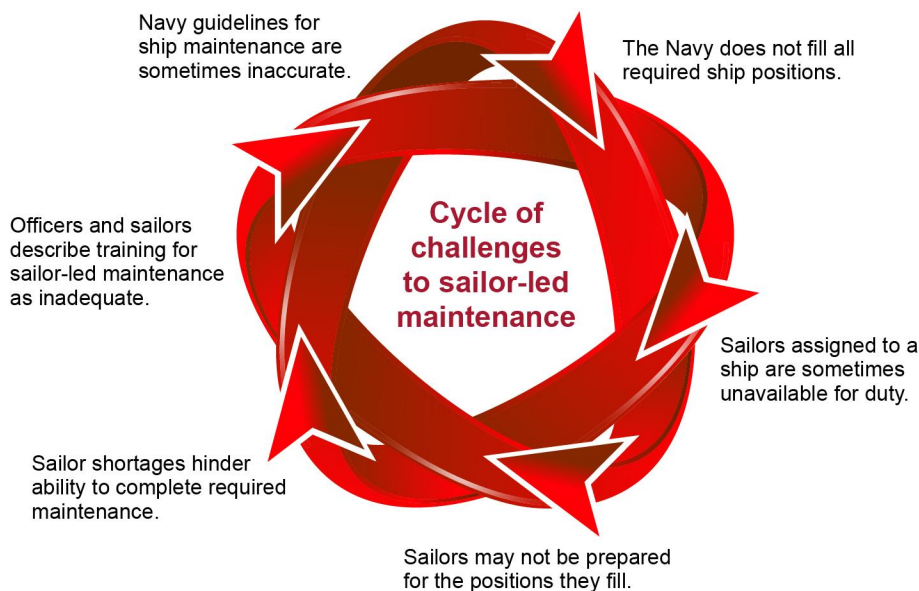 Navy guidelines for
ship maintenance are
sometimes inaccurate.
The Navy does not fill all
required ship positions.
Officers and sailors
describe training for
sailor-led maintenance
as inadequate.
Cycle of
challenges
to sailor-led
maintenance
Sailors assigned to a
ship are sometimes
unavailable for duty.
Sailor shortages hinder
ability to complete required
maintenance.
Sailors may not be prepared
for the positions they fill.